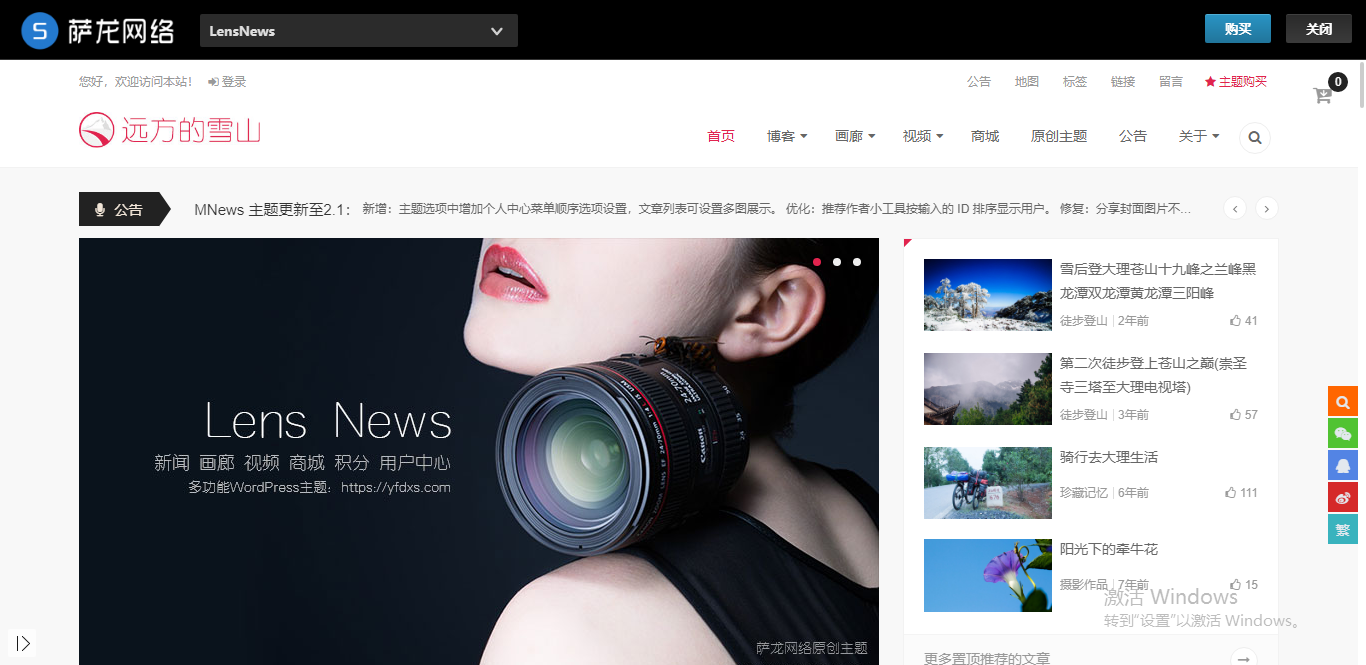 S 萨龙网络
LensNews
购买
关闭
您好，欢迎访问本站！ 登录
公告 地图 标签 链接 留言 ★ 主题购买
0
远方的雪山
首页 博客 画廊 视频 商城 原创主题 公告 关于
公告
MNews 主题更新至2.1： 新增：主题选项中增加个人中心菜单顺序选项设置，文章列表可设置多图展示。 优化：推荐作者小工具按输入的 ID 排序显示用户。 修复：分享封面图片不...
Lens News
新闻 画廊 视频 商城 积分 用户中心
多功能WordPress主题：https://yfdxs.com
萨龙网络原创主题
雪后登大理苍山十九峰之兰峰黑
龙潭双龙潭黄龙潭三阳峰
徒步登山 | 2年前 41
第二次徒步登上苍山之巅(崇圣
寺三塔至大理电视塔)
徒步登山 | 3年前 57
骑行去大理生活
珍藏记忆 | 6年前 111
阳光下的牵牛花
摄影作品 | 7年前 15
更多置顶推荐的文章
繁
激活 Windows
转到"设置"以激活 Windows。